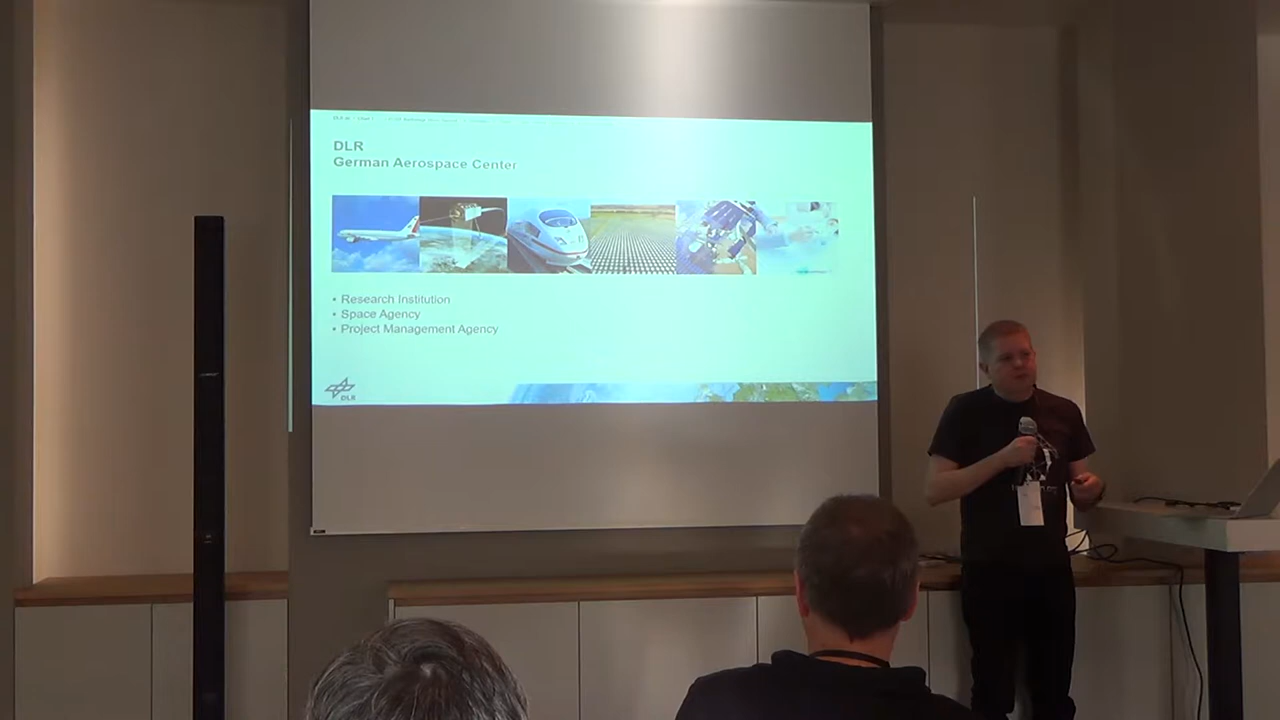 DLR
German Aerospace Center
• Research Institution
• Space Agency
• Project Management Agency
DLR